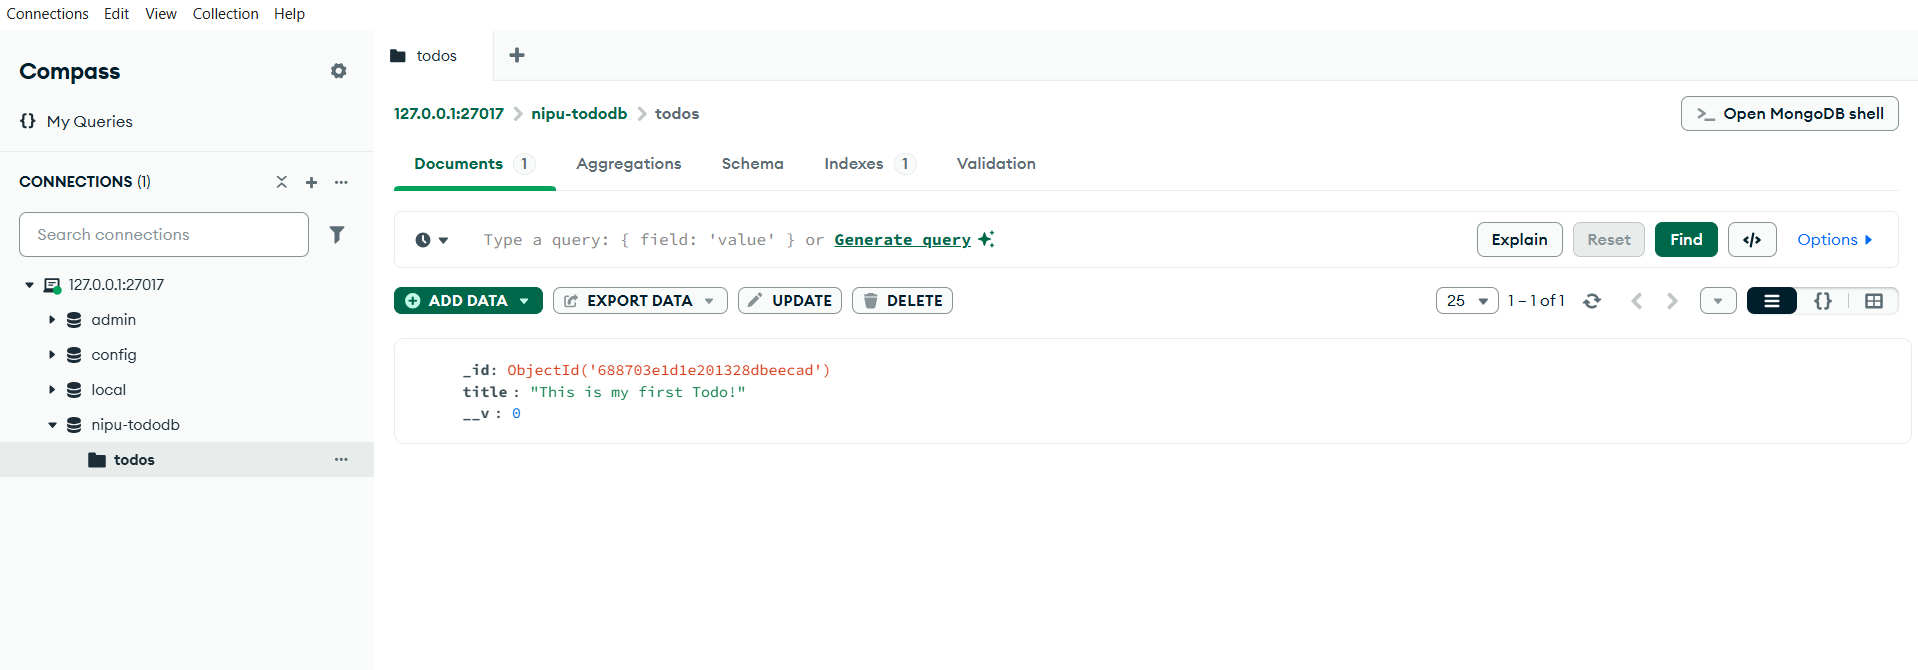 Connections Edit View Collection Help
Compass
{} My Queries
CONNECTIONS (1)
Search connections
127.0.0.1:27017
admin
config
local
nipu-tododb
todos
todos
127.0.0.1:27017 > nipu-tododb > todos
>_ Open MongoDB shell
Documents 1 Aggregations Schema Indexes 1 Validation
Type a query: { field: 'value' } or Generate query
Explain Reset Find </> Options
ADD DATA EXPORT DATA UPDATE DELETE
25 1 – 1 of 1 {}
_id: ObjectId('688703e1d1e201328dbeecad')
title : "This is my first Todo!"
__v : 0